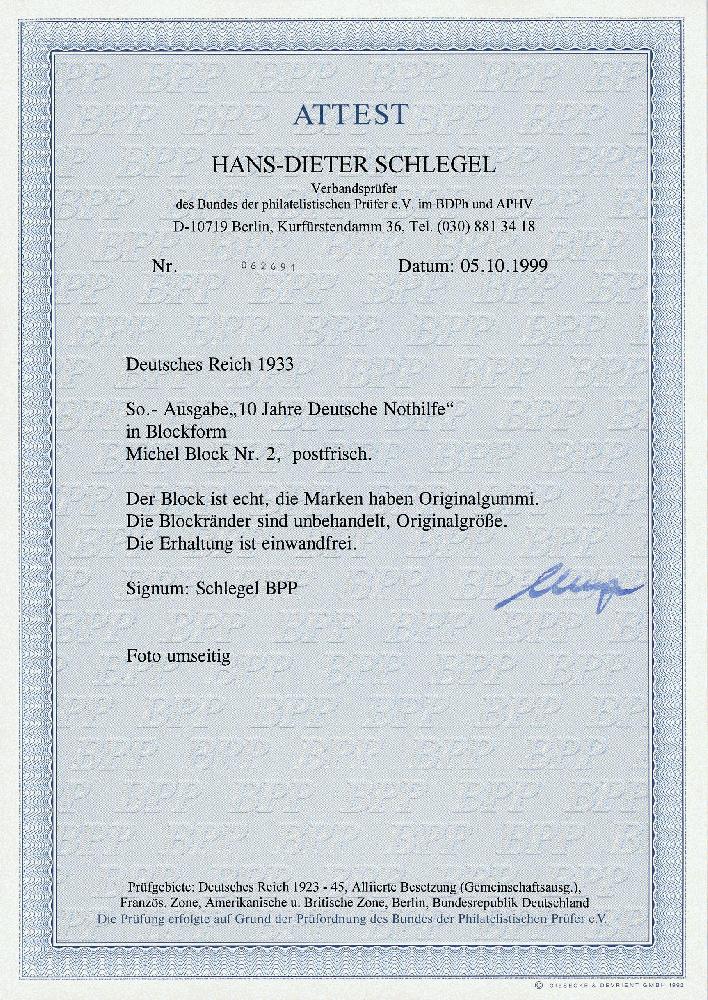 ATTEST
HANS-DIETER SCHLEGEL
Verbandsprüfer
des Bundes der philatelistischen Prüfer e.V. im BDPh und APHV
D-10719 Berlin, Kurfürstendamm 36, Tel. (030) 881 34 18
Nr. 062691 Datum: 05.10.1999
Deutsches Reich 1933
So.- Ausgabe„10 Jahre Deutsche Nothilfe“
in Blockform
Michel Block Nr. 2, postfrisch.
Der Block ist echt, die Marken haben Originalgummi.
Die Blockränder sind unbehandelt, Originalgröße.
Die Erhaltung ist einwandfrei.
Signum: Schlegel BPP
Foto umseitig
Prüfgebiete: Deutsches Reich 1923 - 45, Alliierte Besetzung (Gemeinschaftsausg.),
Französ. Zone, Amerikanische u. Britische Zone, Berlin, Bundesrepublik Deutschland
Die Prüfung erfolgte auf Grund der Prüfordnung des Bundes der Philatelistischen Prüfer e.V.
© GIESECKE & DEVRIENT GMBH 1992